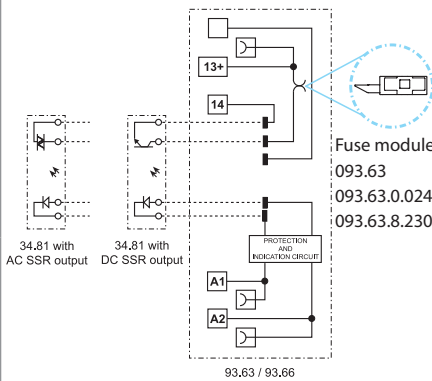 13+
14
Fuse module
093.63
093.63.0.024
093.63.8.230
34.81 with
AC SSR output
34.81 with
DC SSR output
PROTECTION
AND
INDICATION CIRCUIT
A1
A2
93.63 / 93.66